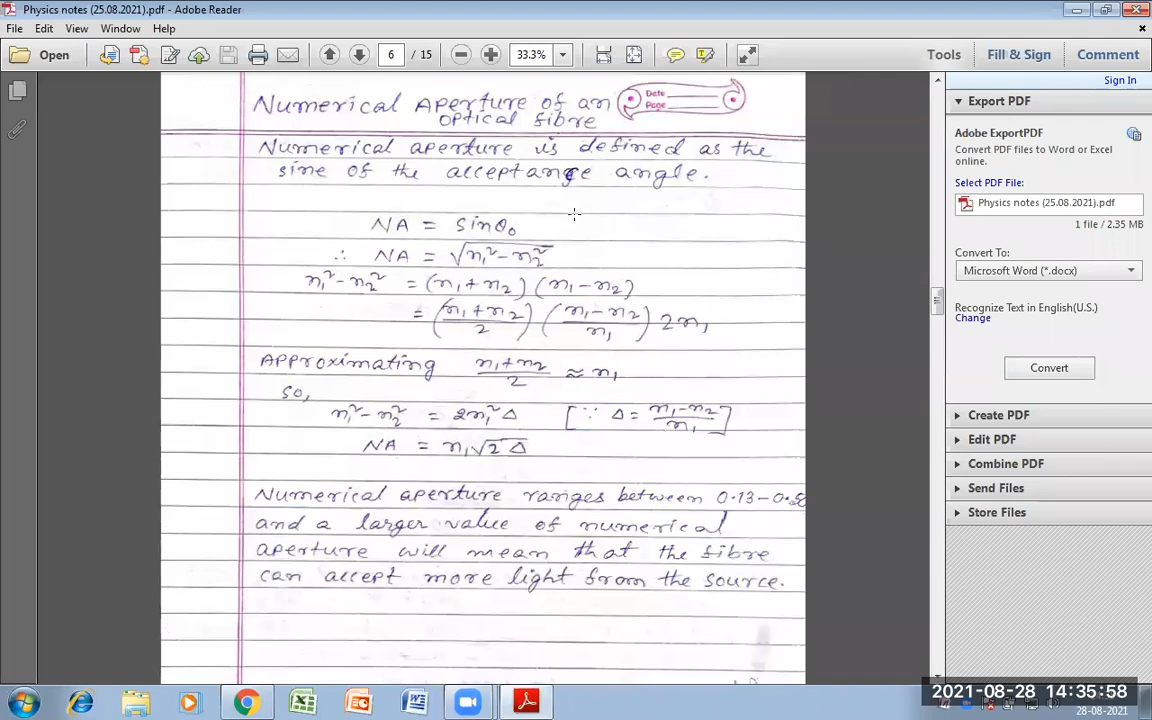 Physics notes (25.08.2021).pdf - Adobe Reader
File Edit View Window Help
Open 6 / 15 33.3% Tools Fill & Sign Comment
Sign In
Export PDF
Adobe ExportPDF
Convert PDF files to Word or Excel
online.
Select PDF File:
Physics notes (25.08.2021).pdf
1 file / 2.35 MB
Convert To:
Microsoft Word (*.docx)
Recognize Text in English(U.S.)
Change
Convert
Create PDF
Edit PDF
Combine PDF
Send Files
Store Files
Numerical Aperture of an
optical fibre
Date
Page
Numerical aperture is defined as the
sine of the acceptance angle.
NA = sinθ₀
∴ NA = √n₁²-n₂²
n₁²-n₂² = (n₁+n₂) (n₁-n₂)
= ((n₁+n₂)/2) ((n₁-n₂)/n₁) 2n₁
Approximating (n₁+n₂)/2 ≈ n₁
so,
n₁²-n₂² = 2n₁²Δ [∵ Δ = (n₁-n₂)/n₁]
NA = n₁√2Δ
Numerical aperture ranges between 0.13-
and a larger value of numerical
aperture will mean that the fibre
can accept more light from the source.
2021-08-28 14:35:58
28-08-2021